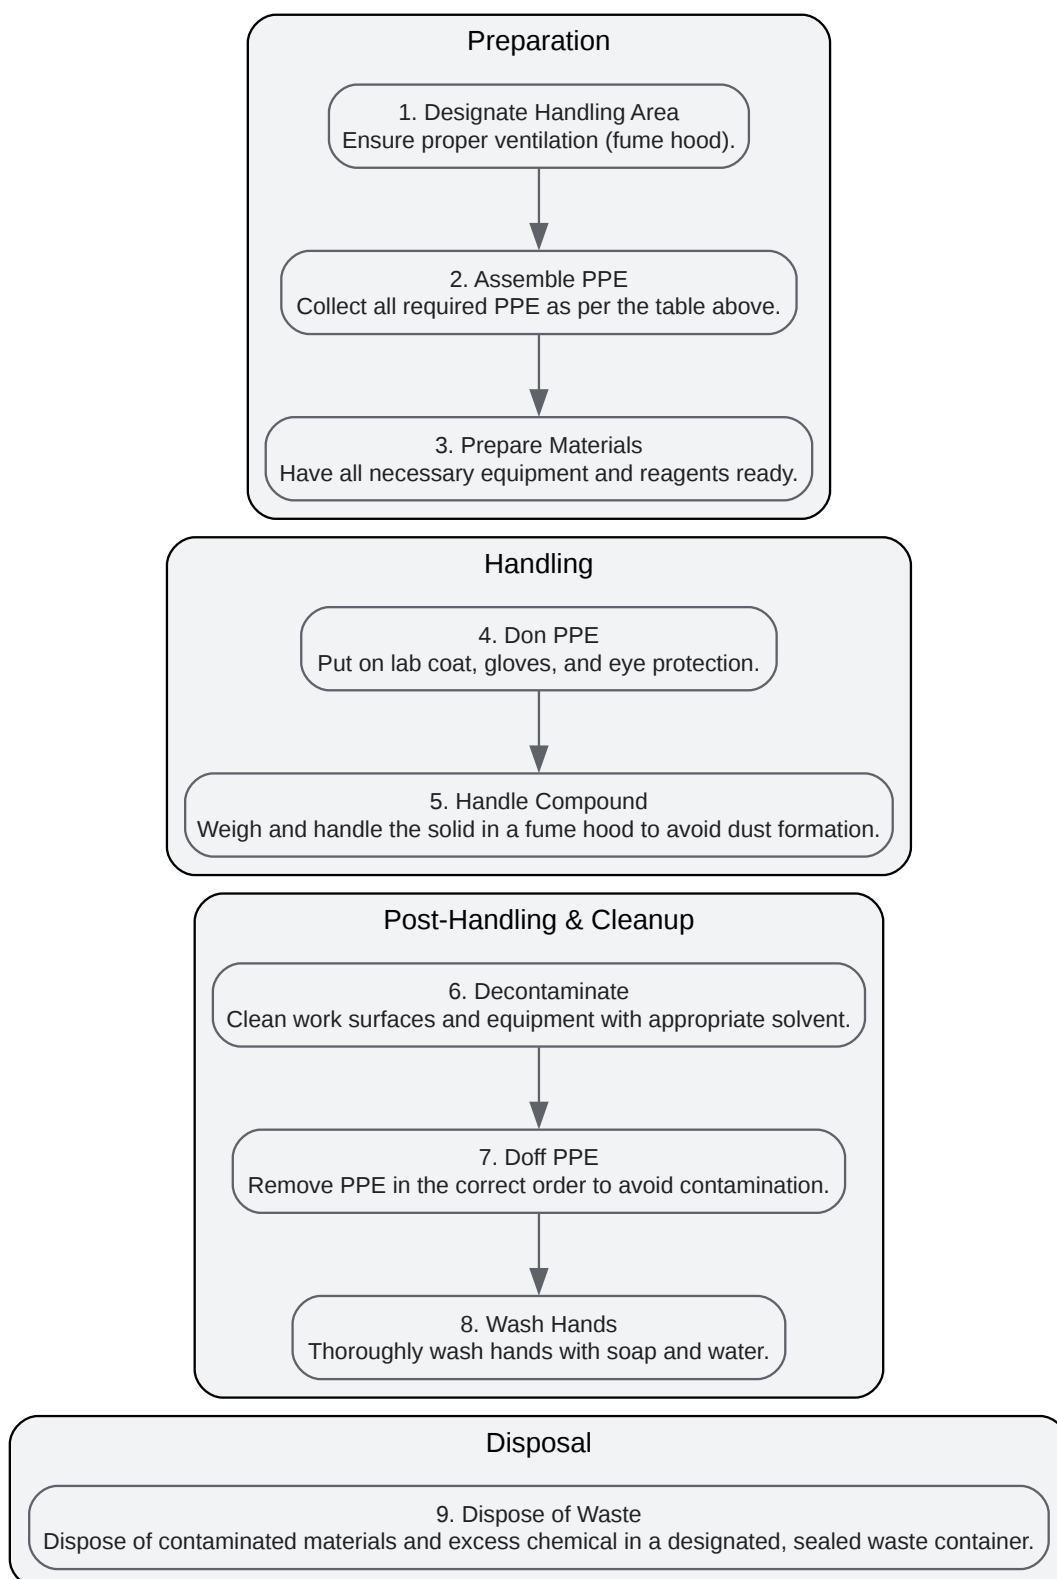 Preparation
1. Designate Handling Area
Ensure proper ventilation (fume hood).
2. Assemble PPE
Collect all required PPE as per the table above.
3. Prepare Materials
Have all necessary equipment and reagents ready.
Handling
4. Don PPE
Put on lab coat, gloves, and eye protection.
5. Handle Compound
Weigh and handle the solid in a fume hood to avoid dust formation.
Post-Handling & Cleanup
6. Decontaminate
Clean work surfaces and equipment with appropriate solvent.
7. Doff PPE
Remove PPE in the correct order to avoid contamination.
8. Wash Hands
Thoroughly wash hands with soap and water.
Disposal
9. Dispose of Waste
Dispose of contaminated materials and excess chemical in a designated, sealed waste container.